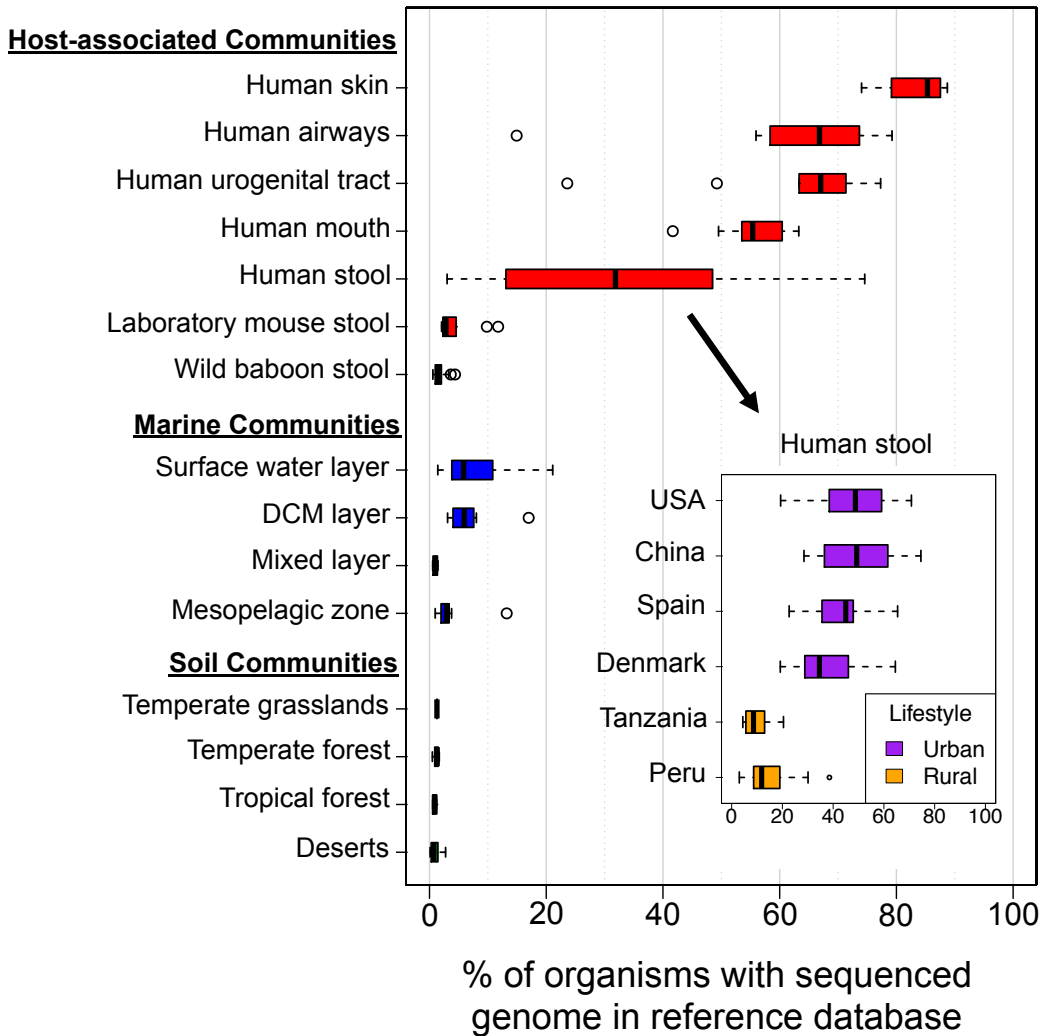 Host-associated Communities
Human skin
Human airways
Human urogenital tract
Human mouth
Human stool
Laboratory mouse stool
Wild baboon stool
Marine Communities
Surface water layer
DCM layer
Mixed layer
Mesopelagic zone
Soil Communities
Temperate grasslands
Temperate forest
Tropical forest
Deserts
0 20 40 60 80 100
% of organisms with sequenced
genome in reference database
Human stool
USA
China
Spain
Denmark
Tanzania
Peru
Lifestyle
Urban
Rural
0 20 40 60 80 100